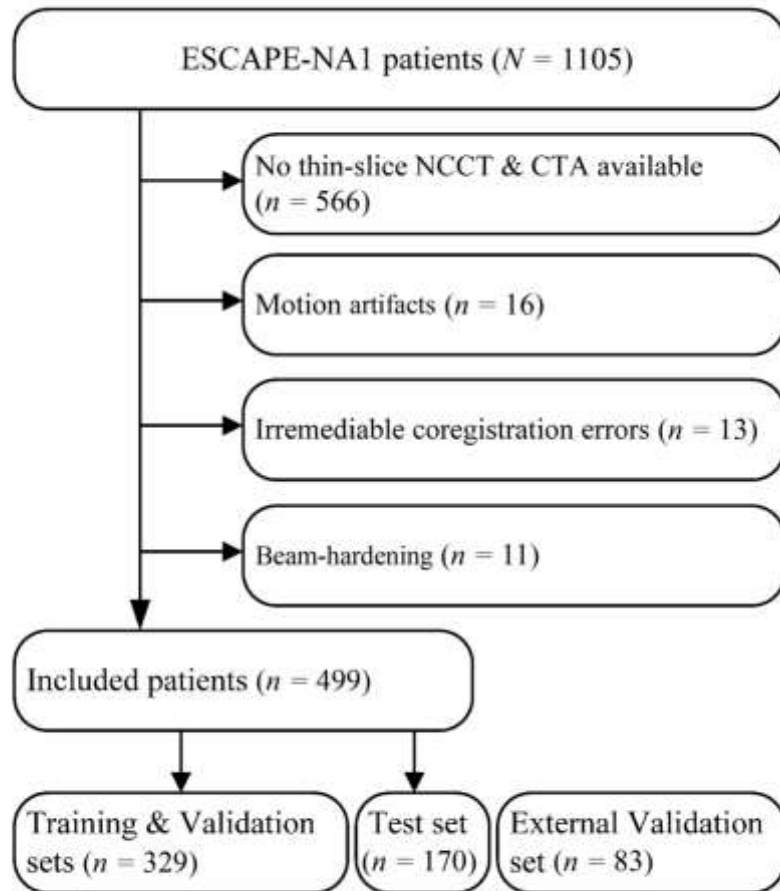 ESCAPE-NA1 patients (N = 1105)
No thin-slice NCCT & CTA available
(n = 566)
Motion artifacts (n = 16)
Irremediable coregistration errors (n = 13)
Beam-hardening (n = 11)
Included patients (n = 499)
Training & Validation
sets (n = 329)
Test set
(n = 170)
External Validation
set (n = 83)